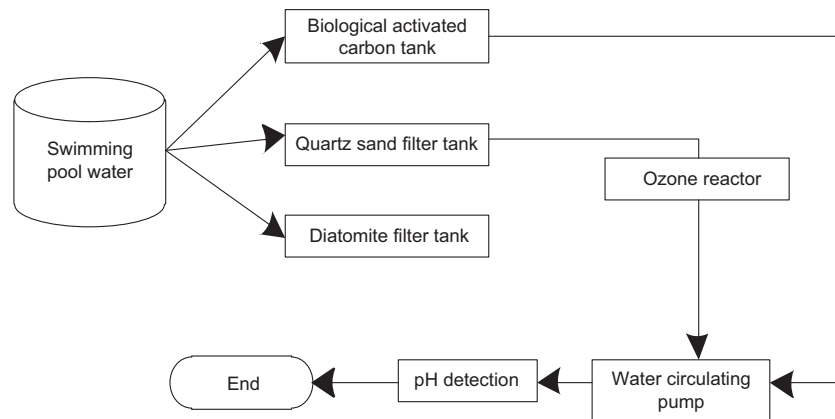 Biological activated
carbon tank
Swimming
pool water
Quartz sand filter tank
Ozone reactor
Diatomite filter tank
End
pH detection
Water circulating
pump